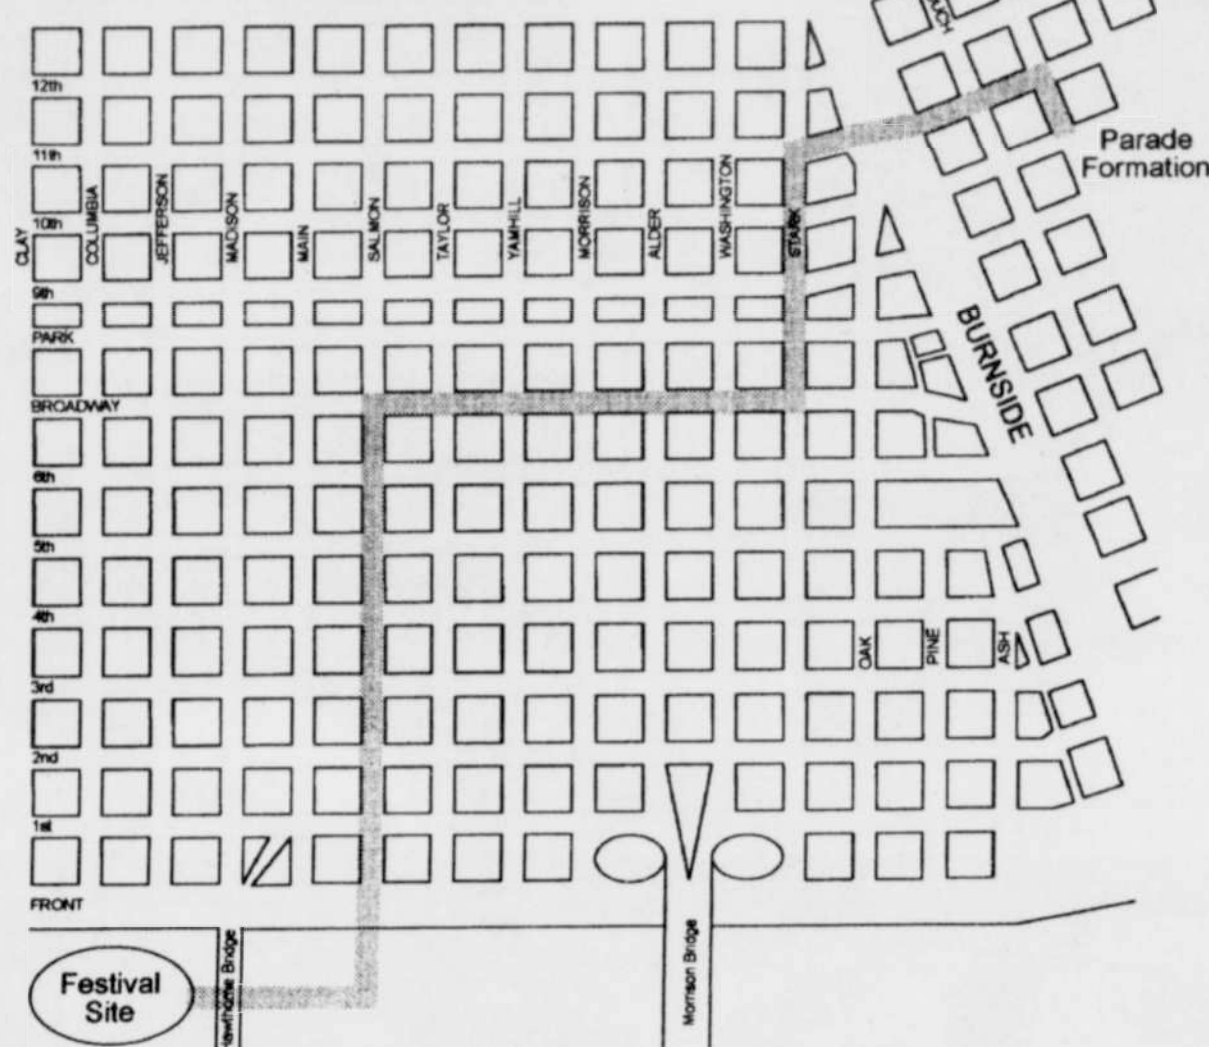 12th
11th
10th
9th
PARK
BROADWAY
6th
5th
4th
3rd
2nd
1st
FRONT
CLAY
COLUMBIA
JEFFERSON
MADISON
MAIN
SALMON
TAYLOR
YAMHILL
MORRISON
ALDER
WASHINGTON
STARK
OAK
PINE
ASH
BURNSIDE
Parade
Formation
Festival
Site
Hawthorne Bridge
Morrison Bridge